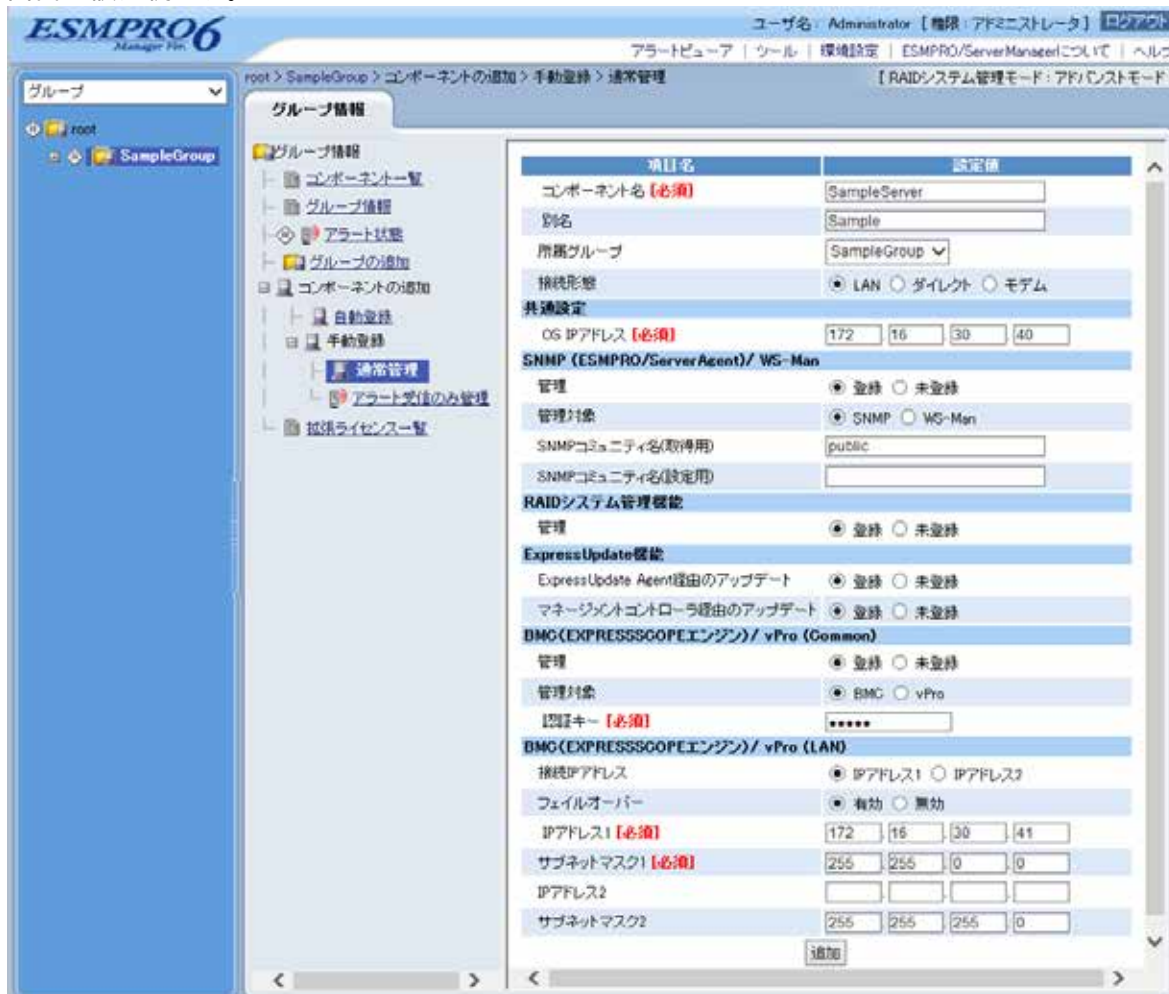 ESMPRO6
Manager Ver.
ユーザ名: Administrator [ 権限 : アドミニストレータ ] ログアウト
アラートビューア | ツール | 環境設定 | ESMPRO/ServerManagerについて | ヘルプ
グループ
root
SampleGroup
root > SampleGroup > コンポーネントの追加 > 手動登録 > 通常管理
[ RAIDシステム管理モード : アドバンストモード
グループ情報
グループ情報
コンポーネント一覧
グループ情報
アラート状態
グループの追加
コンポーネントの追加
自動登録
手動登録
通常管理
アラート受信のみ管理
拡張ライセンス一覧
項目名 設定値
コンポーネント名 [必須] SampleServer
別名 Sample
所属グループ SampleGroup
接続形態 LAN ダイレクト モデム
共通設定
OS IPアドレス [必須] 172 . 16 . 30 . 40
SNMP (ESMPRO/ServerAgent)/ WS-Man
管理 登録 未登録
管理対象 SNMP WS-Man
SNMPコミュニティ名(取得用) public
SNMPコミュニティ名(設定用)
RAIDシステム管理機能
管理 登録 未登録
ExpressUpdate機能
ExpressUpdate Agent経由のアップデート 登録 未登録
マネージメントコントローラ経由のアップデート 登録 未登録
BMC(EXPRESSSCOPEエンジン)/ vPro (Common)
管理 登録 未登録
管理対象 BMC vPro
認証キー [必須] •••••
BMC(EXPRESSSCOPEエンジン)/ vPro (LAN)
接続IPアドレス IPアドレス1 IPアドレス2
フェイルオーバー 有効 無効
IPアドレス1 [必須] 172 . 16 . 30 . 41
サブネットマスク1 [必須] 255 . 255 . 0 . 0
IPアドレス2 . . .
サブネットマスク2 255 . 255 . 255 . 0
追加